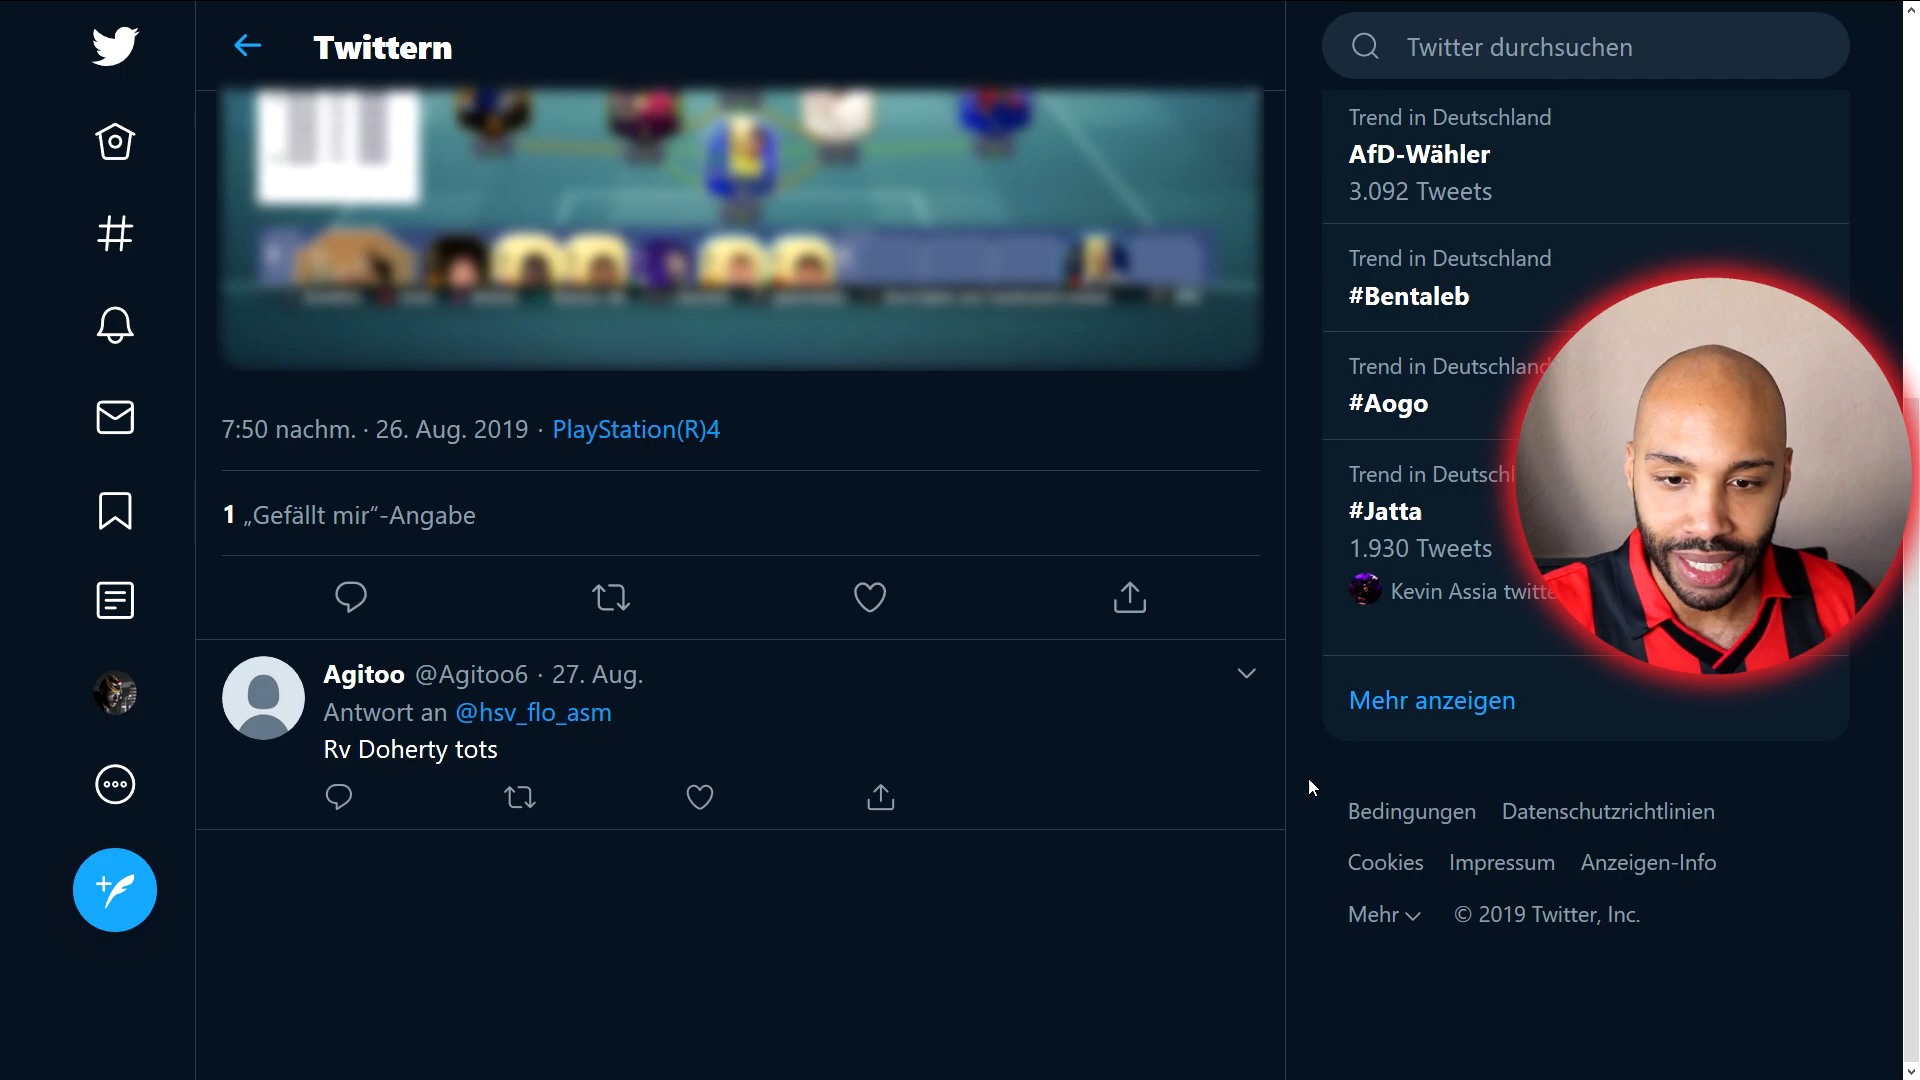 Twittern
7:50 nachm. · 26. Aug. 2019 · PlayStation(R)4
1 „Gefällt mir“-Angabe
Agitoo @Agitoo6 · 27. Aug.
Antwort an @hsv_flo_asm
Rv Doherty tots
Twitter durchsuchen
Trend in Deutschland
AfD-Wähler
3.092 Tweets
Trend in Deutschland
#Bentaleb
Trend in Deutschland
#Aogo
Trend in Deutschl
#Jatta
1.930 Tweets
Kevin Assia twitte
Mehr anzeigen
Bedingungen Datenschutzrichtlinien
Cookies Impressum Anzeigen-Info
Mehr © 2019 Twitter, Inc.